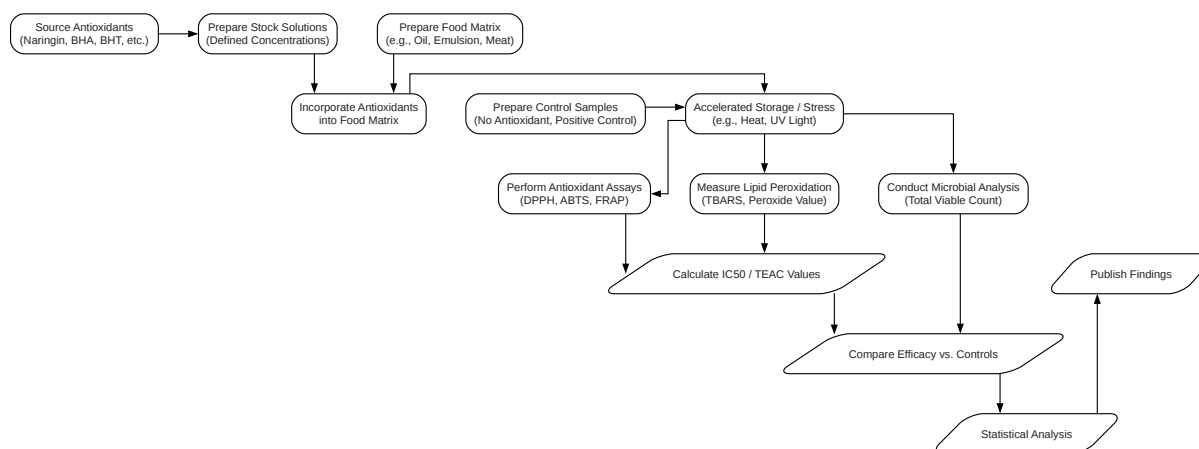 Source Antioxidants
(Naringin, BHA, BHT, etc.)
Prepare Stock Solutions
(Defined Concentrations)
Prepare Food Matrix
(e.g., Oil, Emulsion, Meat)
Incorporate Antioxidants
into Food Matrix
Prepare Control Samples
(No Antioxidant, Positive Control)
Accelerated Storage / Stress
(e.g., Heat, UV Light)
Perform Antioxidant Assays
(DPPH, ABTS, FRAP)
Measure Lipid Peroxidation
(TBARS, Peroxide Value)
Conduct Microbial Analysis
(Total Viable Count)
Calculate IC50 / TEAC Values
Publish Findings
Compare Efficacy vs. Controls
Statistical Analysis